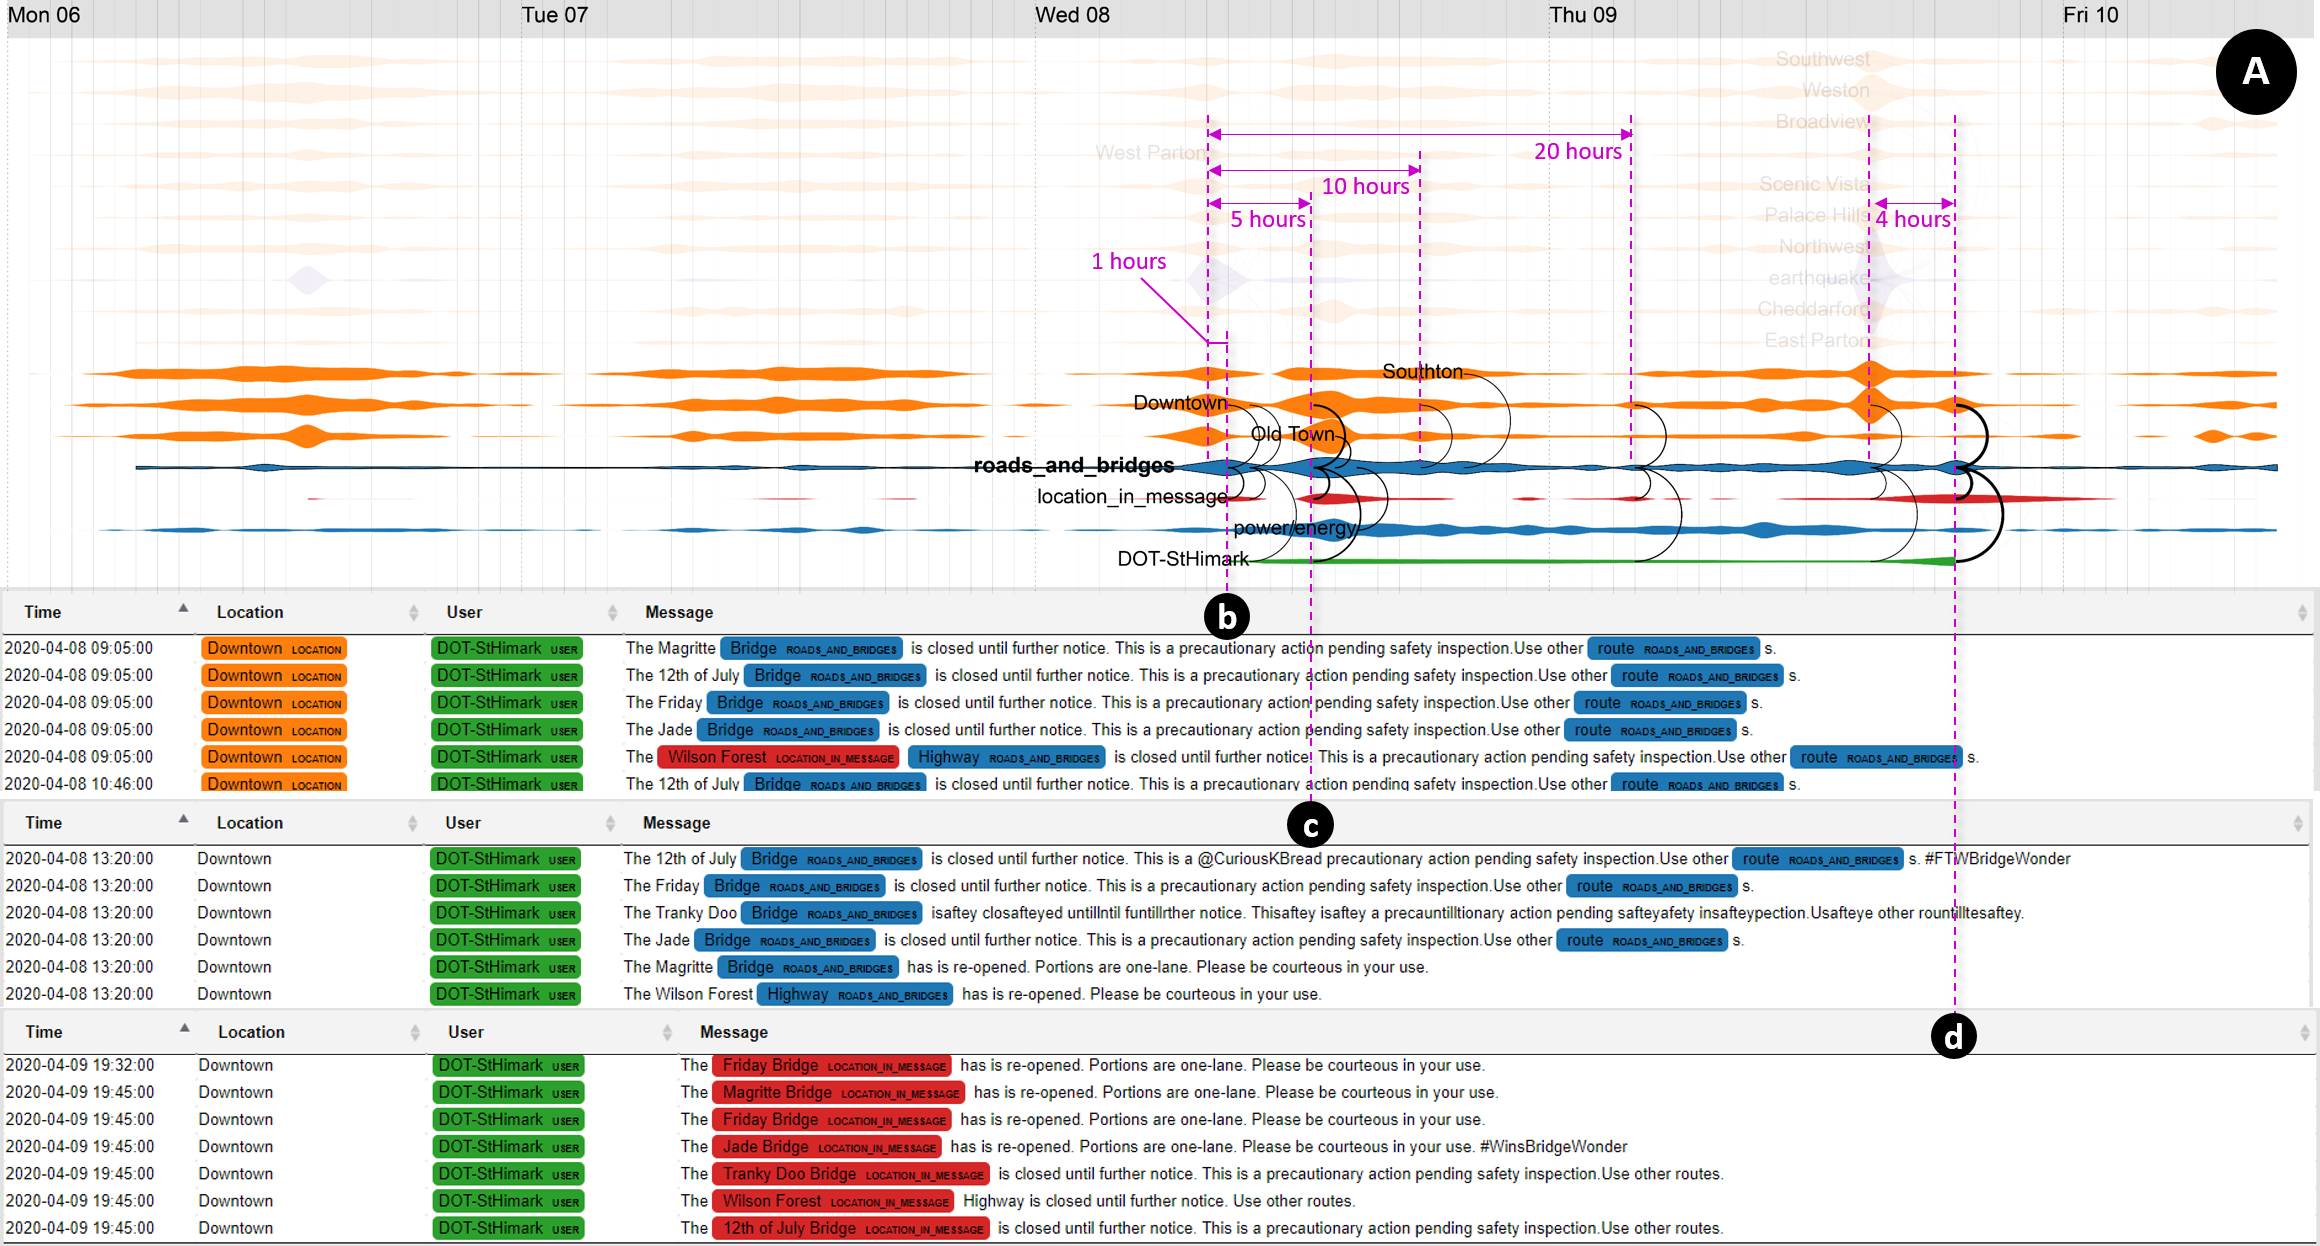 Mon 06 Tue 07 Wed 08 Thu 09 Fri 10
A
Southwest
Weston
Broadview
20 hours
West Parton
10 hours
Scenic Vista
5 hours
Palace Hills
4 hours
Northwest
1 hours
earthquake
Cheddarford
East Parton
Southton
Downtown
Old Town
roads_and_bridges
location_in_message
power/energy
DOT-StHimark
b
Time Location User Message
2020-04-08 09:05:00 Downtown LOCATION DOT-StHimark USER The Magritte Bridge ROADS_AND_BRIDGES is closed until further notice. This is a precautionary action pending safety inspection.Use other route ROADS_AND_BRIDGES s.
2020-04-08 09:05:00 Downtown LOCATION DOT-StHimark USER The 12th of July Bridge ROADS_AND_BRIDGES is closed until further notice. This is a precautionary action pending safety inspection.Use other route ROADS_AND_BRIDGES s.
2020-04-08 09:05:00 Downtown LOCATION DOT-StHimark USER The Friday Bridge ROADS_AND_BRIDGES is closed until further notice. This is a precautionary action pending safety inspection.Use other route ROADS_AND_BRIDGES s.
2020-04-08 09:05:00 Downtown LOCATION DOT-StHimark USER The Jade Bridge ROADS_AND_BRIDGES is closed until further notice. This is a precautionary action pending safety inspection.Use other route ROADS_AND_BRIDGES s.
2020-04-08 09:05:00 Downtown LOCATION DOT-StHimark USER The Wilson Forest LOCATION_IN_MESSAGE Highway ROADS_AND_BRIDGES is closed until further notice. This is a precautionary action pending safety inspection.Use other route ROADS_AND_BRIDGES s.
2020-04-08 10:46:00 Downtown LOCATION DOT-StHimark USER The 12th of July Bridge ROADS_AND_BRIDGES is closed until further notice. This is a precautionary action pending safety inspection.Use other route ROADS_AND_BRIDGES s.
c
Time Location User Message
2020-04-08 13:20:00 Downtown DOT-StHimark USER The 12th of July Bridge ROADS_AND_BRIDGES is closed until further notice. This is a @CuriousKBread precautionary action pending safety inspection.Use other route ROADS_AND_BRIDGES s. #FTWBridgeWonder
2020-04-08 13:20:00 Downtown DOT-StHimark USER The Friday Bridge ROADS_AND_BRIDGES is closed until further notice. This is a precautionary action pending safety inspection.Use other route ROADS_AND_BRIDGES s.
2020-04-08 13:20:00 Downtown DOT-StHimark USER The Tranky Doo Bridge ROADS_AND_BRIDGES isaftey closafteyed untillntil funtillrther notice. Thisaftey isaftey a precauntilltionary action pending safteyafety insafteypection.Usafteye other rountilltesaftey.
2020-04-08 13:20:00 Downtown DOT-StHimark USER The Jade Bridge ROADS_AND_BRIDGES is closed until further notice. This is a precautionary action pending safety inspection.Use other route ROADS_AND_BRIDGES s.
2020-04-08 13:20:00 Downtown DOT-StHimark USER The Magritte Bridge ROADS_AND_BRIDGES has is re-opened. Portions are one-lane. Please be courteous in your use.
2020-04-08 13:20:00 Downtown DOT-StHimark USER The Wilson Forest Highway ROADS_AND_BRIDGES has is re-opened. Please be courteous in your use.
d
Time Location User Message
2020-04-09 19:32:00 Downtown DOT-StHimark USER The Friday Bridge LOCATION_IN_MESSAGE has is re-opened. Portions are one-lane. Please be courteous in your use.
2020-04-09 19:45:00 Downtown DOT-StHimark USER The Magritte Bridge LOCATION_IN_MESSAGE has is re-opened. Portions are one-lane. Please be courteous in your use.
2020-04-09 19:45:00 Downtown DOT-StHimark USER The Friday Bridge LOCATION_IN_MESSAGE has is re-opened. Portions are one-lane. Please be courteous in your use.
2020-04-09 19:45:00 Downtown DOT-StHimark USER The Jade Bridge LOCATION_IN_MESSAGE has is re-opened. Portions are one-lane. Please be courteous in your use. #WinsBridgeWonder
2020-04-09 19:45:00 Downtown DOT-StHimark USER The Tranky Doo Bridge LOCATION_IN_MESSAGE is closed until further notice. This is a precautionary action pending safety inspection.Use other routes.
2020-04-09 19:45:00 Downtown DOT-StHimark USER The Wilson Forest LOCATION_IN_MESSAGE Highway is closed until further notice. Use other routes.
2020-04-09 19:45:00 Downtown DOT-StHimark USER The 12th of July Bridge LOCATION_IN_MESSAGE is closed until further notice. This is a precautionary action pending safety inspection.Use other routes.